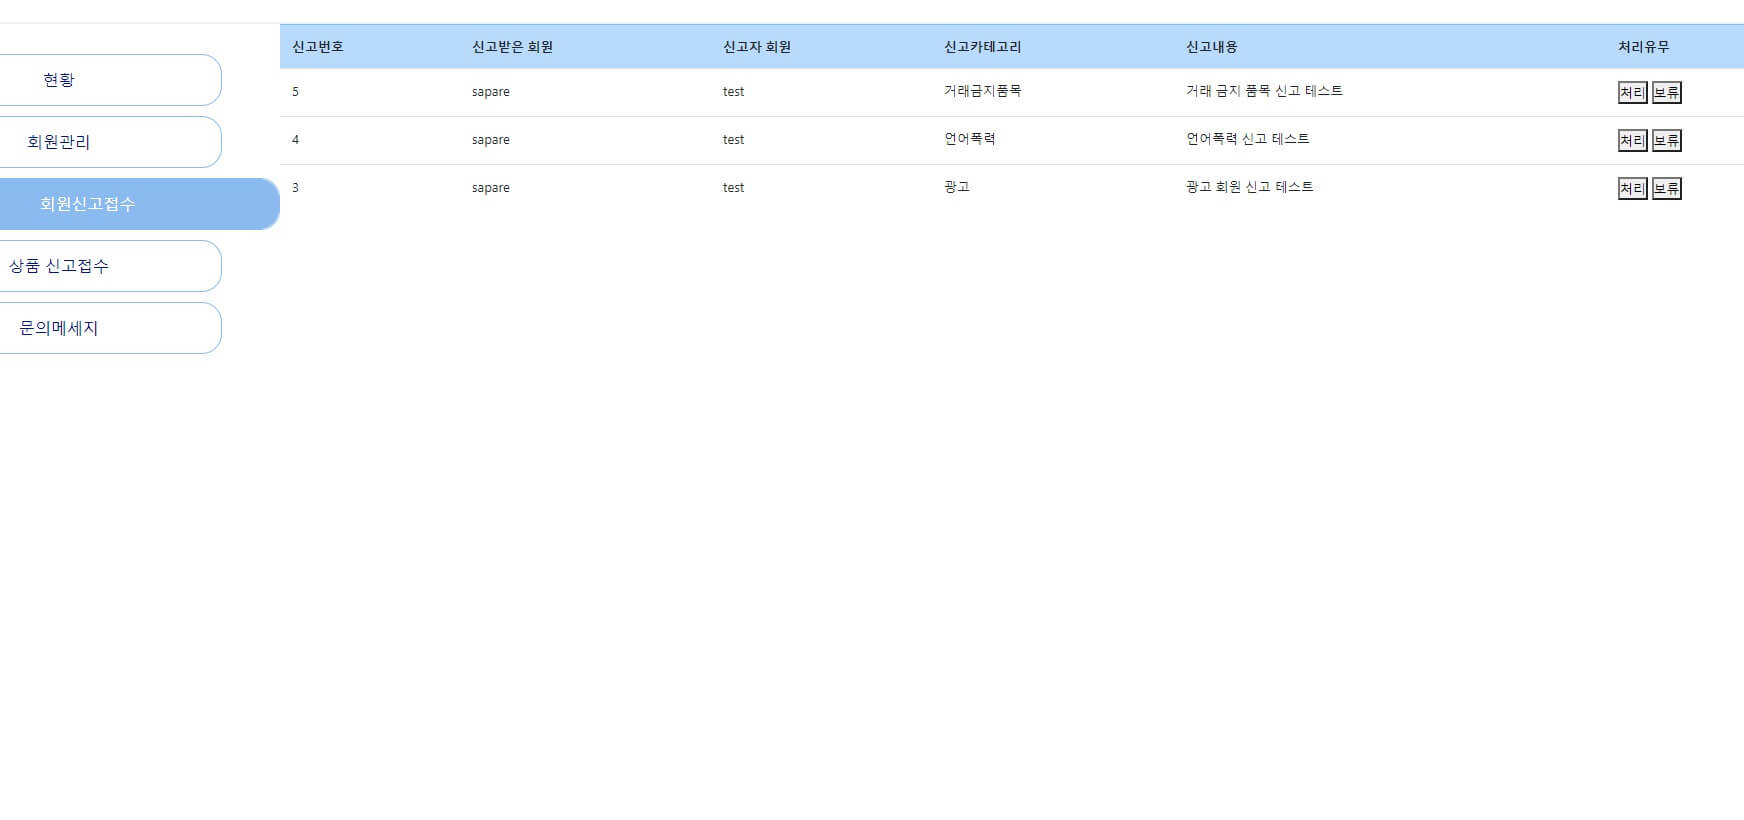 현황
회원관리
회원신고접수
상품 신고접수
문의메세지
신고번호 신고받은 회원 신고자 회원 신고카테고리 신고내용 처리유무
5 sapare test 거래금지품목 거래 금지 품목 신고 테스트 처리 보류
4 sapare test 언어폭력 언어폭력 신고 테스트 처리 보류
3 sapare test 광고 광고 회원 신고 테스트 처리 보류